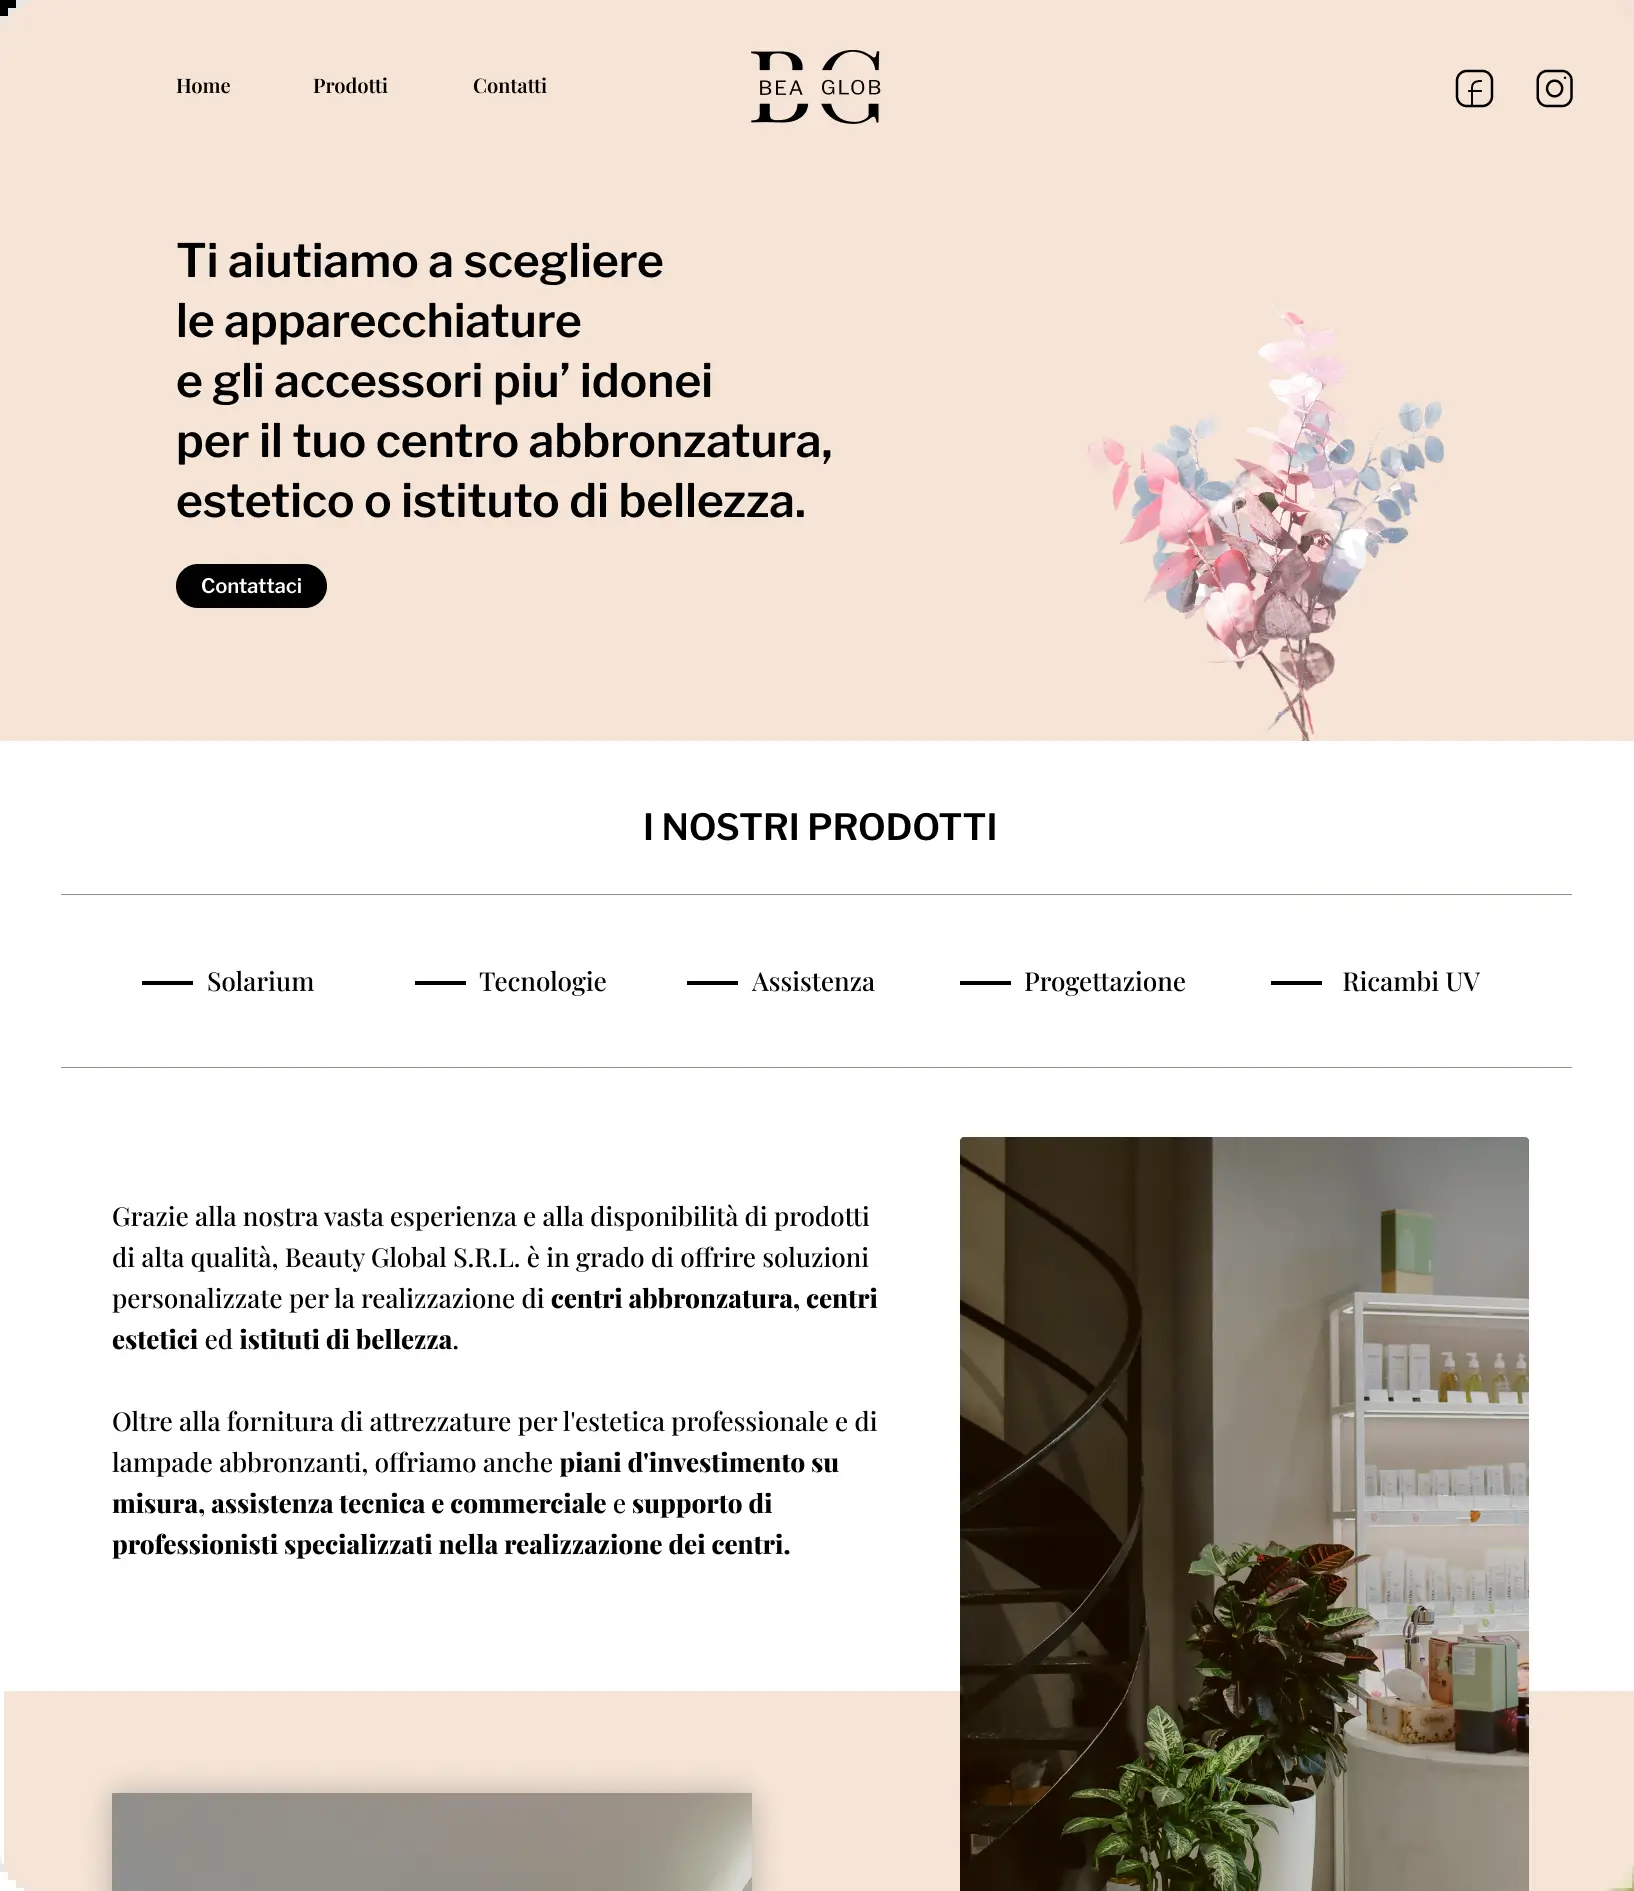 Home Prodotti Contatti
BG
BEA GLOB
Ti aiutiamo a scegliere
le apparecchiature
e gli accessori piu’ idonei
per il tuo centro abbronzatura,
estetico o istituto di bellezza.
Contattaci
I NOSTRI PRODOTTI
Solarium Tecnologie Assistenza Progettazione Ricambi UV
Grazie alla nostra vasta esperienza e alla disponibilità di prodotti
di alta qualità, Beauty Global S.R.L. è in grado di offrire soluzioni
personalizzate per la realizzazione di centri abbronzatura, centri
estetici ed istituti di bellezza.
Oltre alla fornitura di attrezzature per l'estetica professionale e di
lampade abbronzanti, offriamo anche piani d'investimento su
misura, assistenza tecnica e commerciale e supporto di
professionisti specializzati nella realizzazione dei centri.